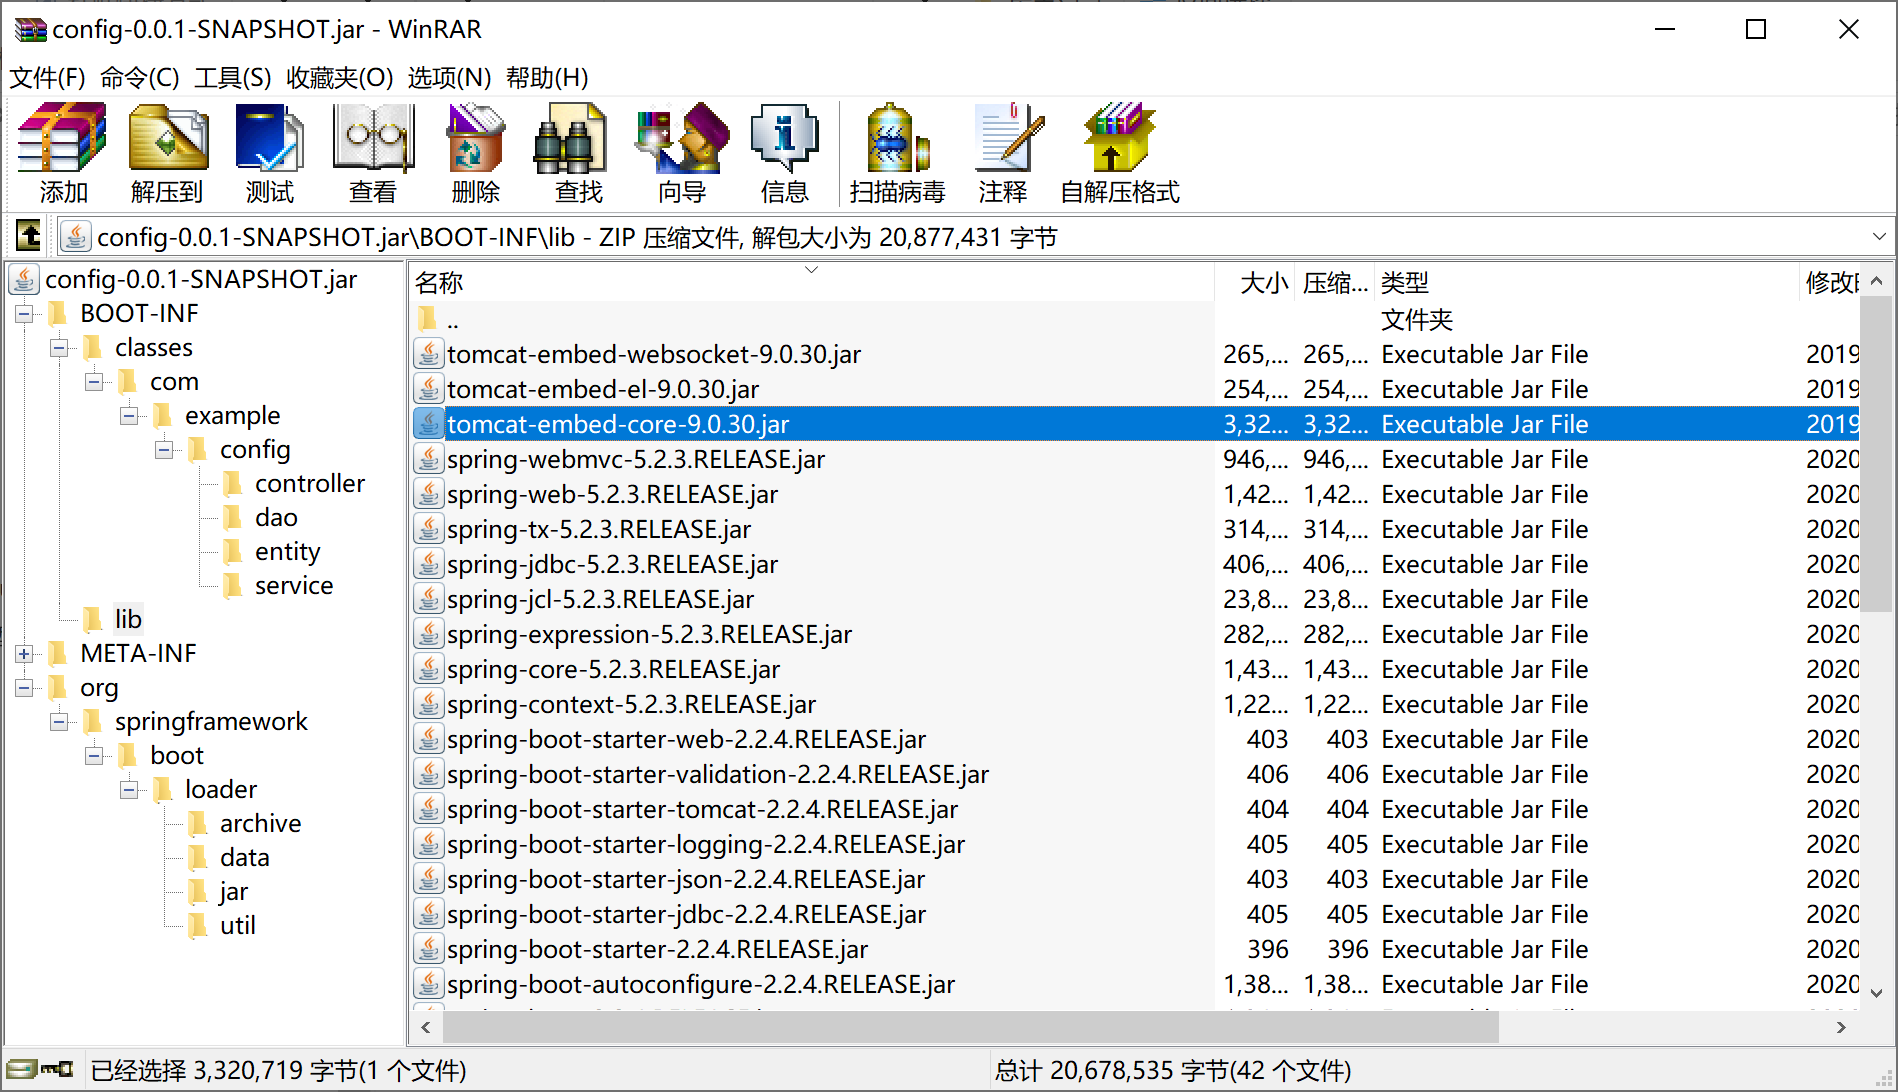 config-0.0.1-SNAPSHOT.jar - WinRAR
文件(F) 命令(C) 工具(S) 收藏夹(O) 选项(N) 帮助(H)
添加 解压到 测试 查看 删除 查找 向导 信息 扫描病毒 注释 自解压格式
config-0.0.1-SNAPSHOT.jar\BOOT-INF\lib - ZIP 压缩文件, 解包大小为 20,877,431 字节
config-0.0.1-SNAPSHOT.jar
BOOT-INF
classes
com
example
config
controller
dao
entity
service
lib
META-INF
org
springframework
boot
loader
archive
data
jar
util
名称 大小 压缩... 类型 修改
.. 文件夹
tomcat-embed-websocket-9.0.30.jar 265,... 265,... Executable Jar File 2019
tomcat-embed-el-9.0.30.jar 254,... 254,... Executable Jar File 2019
tomcat-embed-core-9.0.30.jar 3,32... 3,32... Executable Jar File 2019
spring-webmvc-5.2.3.RELEASE.jar 946,... 946,... Executable Jar File 2020
spring-web-5.2.3.RELEASE.jar 1,42... 1,42... Executable Jar File 2020
spring-tx-5.2.3.RELEASE.jar 314,... 314,... Executable Jar File 2020
spring-jdbc-5.2.3.RELEASE.jar 406,... 406,... Executable Jar File 2020
spring-jcl-5.2.3.RELEASE.jar 23,8... 23,8... Executable Jar File 2020
spring-expression-5.2.3.RELEASE.jar 282,... 282,... Executable Jar File 2020
spring-core-5.2.3.RELEASE.jar 1,43... 1,43... Executable Jar File 2020
spring-context-5.2.3.RELEASE.jar 1,22... 1,22... Executable Jar File 2020
spring-boot-starter-web-2.2.4.RELEASE.jar 403 403 Executable Jar File 2020
spring-boot-starter-validation-2.2.4.RELEASE.jar 406 406 Executable Jar File 2020
spring-boot-starter-tomcat-2.2.4.RELEASE.jar 404 404 Executable Jar File 2020
spring-boot-starter-logging-2.2.4.RELEASE.jar 405 405 Executable Jar File 2020
spring-boot-starter-json-2.2.4.RELEASE.jar 403 403 Executable Jar File 2020
spring-boot-starter-jdbc-2.2.4.RELEASE.jar 405 405 Executable Jar File 2020
spring-boot-starter-2.2.4.RELEASE.jar 396 396 Executable Jar File 2020
spring-boot-autoconfigure-2.2.4.RELEASE.jar 1,38... 1,38... Executable Jar File 2020
已经选择 3,320,719 字节(1 个文件) 总计 20,678,535 字节(42 个文件)